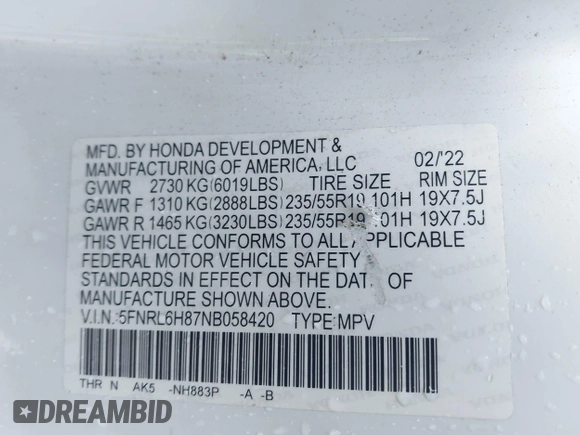 MFD. BY HONDA DEVELOPMENT &
MANUFACTURING OF AMERICA, LLC 02/'22
GVWR 2730 KG(6019LBS) TIRE SIZE RIM SIZE
GAWR F 1310 KG(2888LBS) 235/55R19 101H 19X7.5J
GAWR R 1465 KG(3230LBS) 235/55R19 101H 19X7.5J
THIS VEHICLE CONFORMS TO ALL APPLICABLE
FEDERAL MOTOR VEHICLE SAFETY
STANDARDS IN EFFECT ON THE DATE OF
MANUFACTURE SHOWN ABOVE.
V.I.N.:5FNRL6H87NB058420 TYPE:MPV
THR N AK5 -NH883P -A -B
DREAMBID